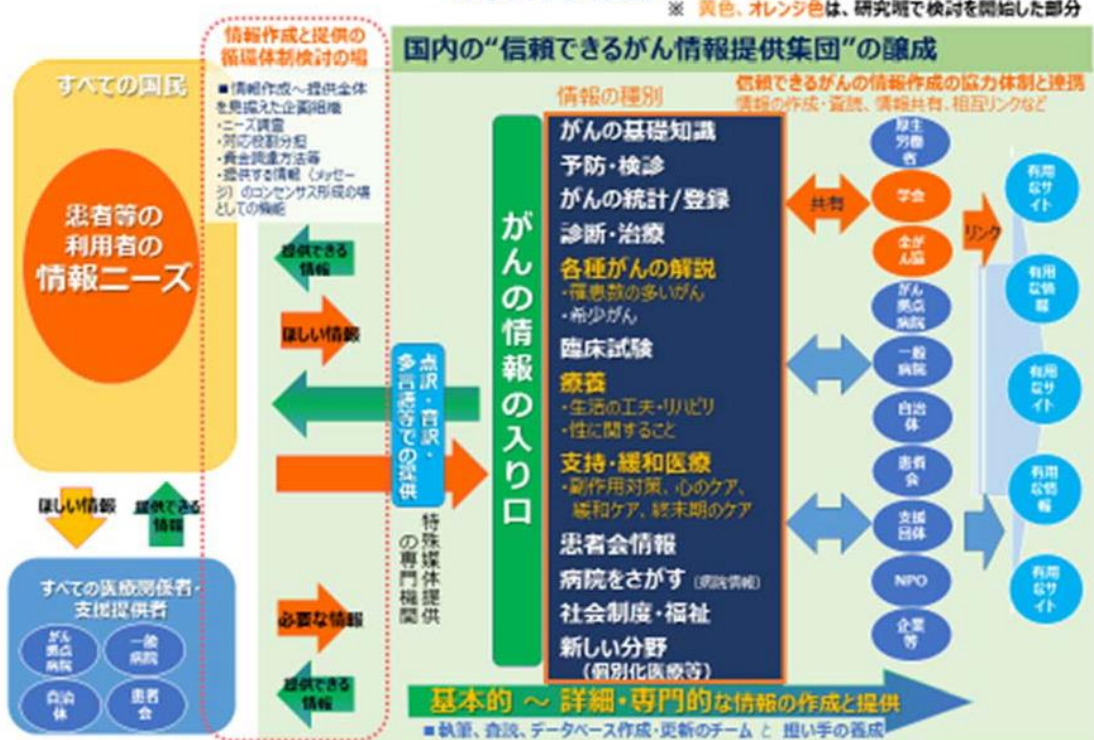 ※ 黄色、オレンジ色は、研究班で検討を開始した部分
情報作成と提供の
循環体制検討の場
■情報作成～提供全体
を見据えた企画組織
・ニーズ調査
・対応役割分担
・資金調達方法等
・提供する情報（メッセー
ジ）のコンセンサス形成の場
としての機能
国内の“信頼できるがん情報提供集団”の醸成
すべての国民
患者等の
利用者の
情報ニーズ
提供できる
情報
ほしい情報
点訳・音訳・
多言語等での提供
特殊媒体提供
の専門機関
ほしい情報
提供できる
情報
すべての医療関係者・
支援提供者
がん
拠点
病院
一般
病院
自治
体
患者
会
必要な情報
提供できる
情報
がんの情報の入り口
情報の種別
がんの基礎知識
予防・検診
がんの統計/登録
診断・治療
各種がんの解説
・罹患数の多いがん
・希少がん
臨床試験
療養
・生活の工夫・リハビリ
・性に関すること
支持・緩和医療
・副作用対策、心のケア、
緩和ケア、終末期のケア
患者会情報
病院をさがす（病院情報）
社会制度・福祉
新しい分野
（個別化医療等）
信頼できるがんの情報作成の協力体制と連携
情報の作成・査読、情報共有、相互リンクなど
共有
厚生
労働
省
学会
全が
ん協
がん
拠点
病院
一般
病院
自治
体
患者
会
支援
団体
NPO
企業
等
リンク
有用
なサ
イト
有用
な情
報
有用
なサ
イト
有用
な情
報
有用
なサ
イト
基本的 ～ 詳細・専門的な情報の作成と提供
■執筆、査読、データベース作成・更新のチーム と 担い手の養成